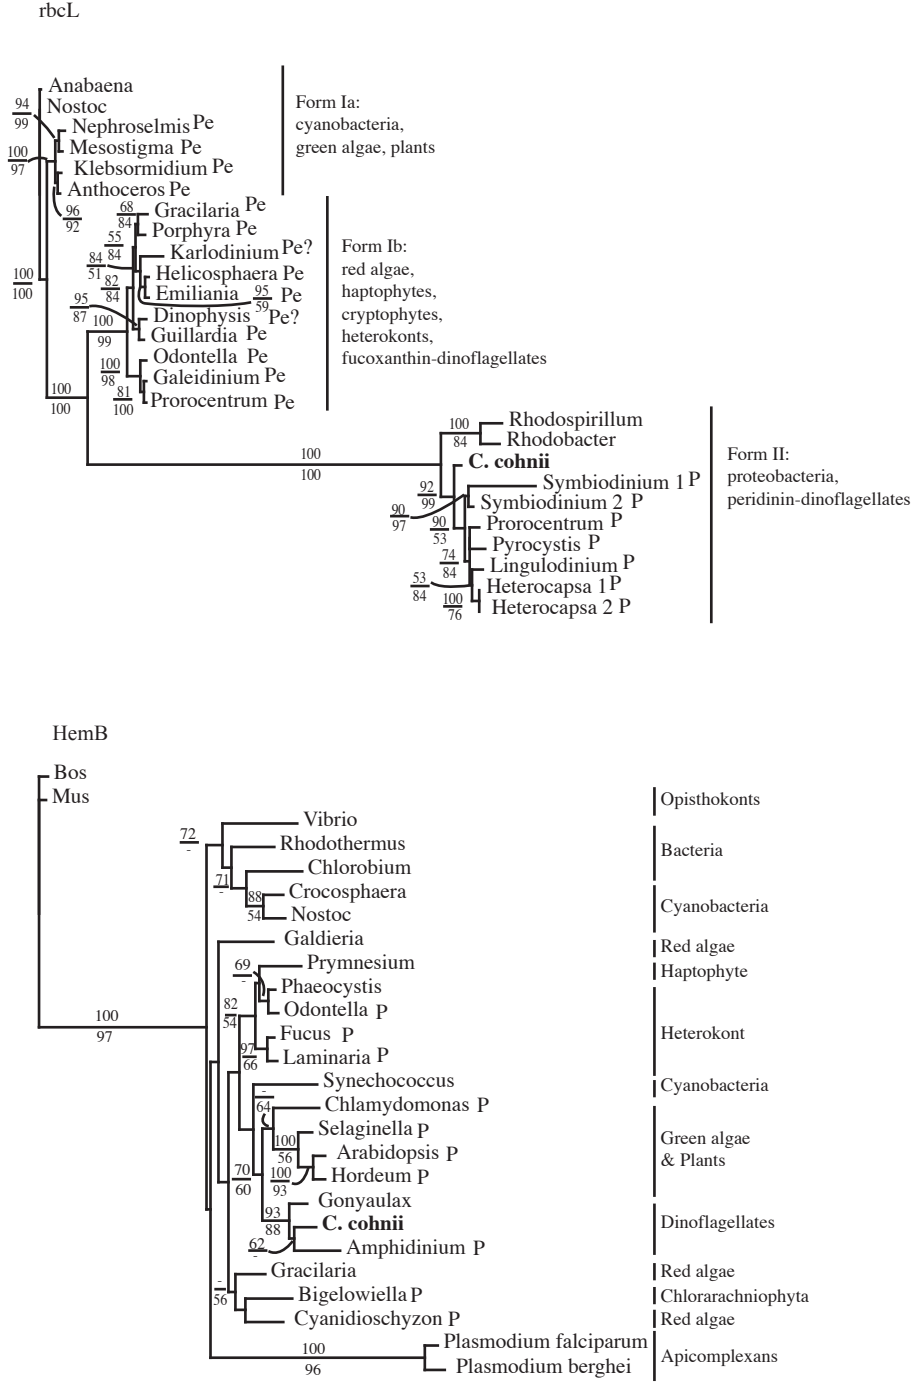 rbcL
Anabaena
94
99
Nostoc
Nephroselmis Pe
Mesostigma Pe
100
97
Klebsormidium Pe
Anthoceros Pe
96
92
Form Ia:
cyanobacteria,
green algae, plants
68
84
Gracilaria Pe
Porphyra Pe
55
84
Karlodinium Pe?
84
51
Helicosphaera Pe
100
100
82
84
Emiliania
95
59
Pe
95
87
Dinophysis Pe?
100
99
Guillardia Pe
Odontella Pe
100
98
Galeidinium Pe
81
100
Prorocentrum Pe
Form Ib:
red algae,
haptophytes,
cryptophytes,
heterokonts,
fucoxanthin-dinoflagellates
100
100
100
100
100
84
Rhodospirillum
Rhodobacter
C. cohnii
92
99
Symbiodinium 1 P
Symbiodinium 2 P
90
97
90
53
Prorocentrum P
Pyrocystis P
74
84
Lingulodinium P
53
84
Heterocapsa 1 P
100
76
Heterocapsa 2 P
Form II:
proteobacteria,
peridinin-dinoflagellates
HemB
Bos
Mus
Opisthokonts
Vibrio
72
-
Rhodothermus
Bacteria
Chlorobium
71
-
88
54
Crocosphaera
Nostoc
Cyanobacteria
Galdieria
Red algae
Prymnesium
Haptophyte
69
-
Phaeocystis
82
54
Odontella P
Fucus P
Heterokont
100
97
97
66
Laminaria P
Synechococcus
Cyanobacteria
-
64
Chlamydomonas P
Selaginella P
100
56
Arabidopsis P
Green algae
& Plants
100
93
Hordeum P
70
60
Gonyaulax
93
88
C. cohnii
Dinoflagellates
62
-
Amphidinium P
Gracilaria
Red algae
-
56
Bigelowiella P
Chlorarachniophyta
Cyanidioschyzon P
Red algae
Plasmodium falciparum
100
96
Plasmodium berghei
Apicomplexans